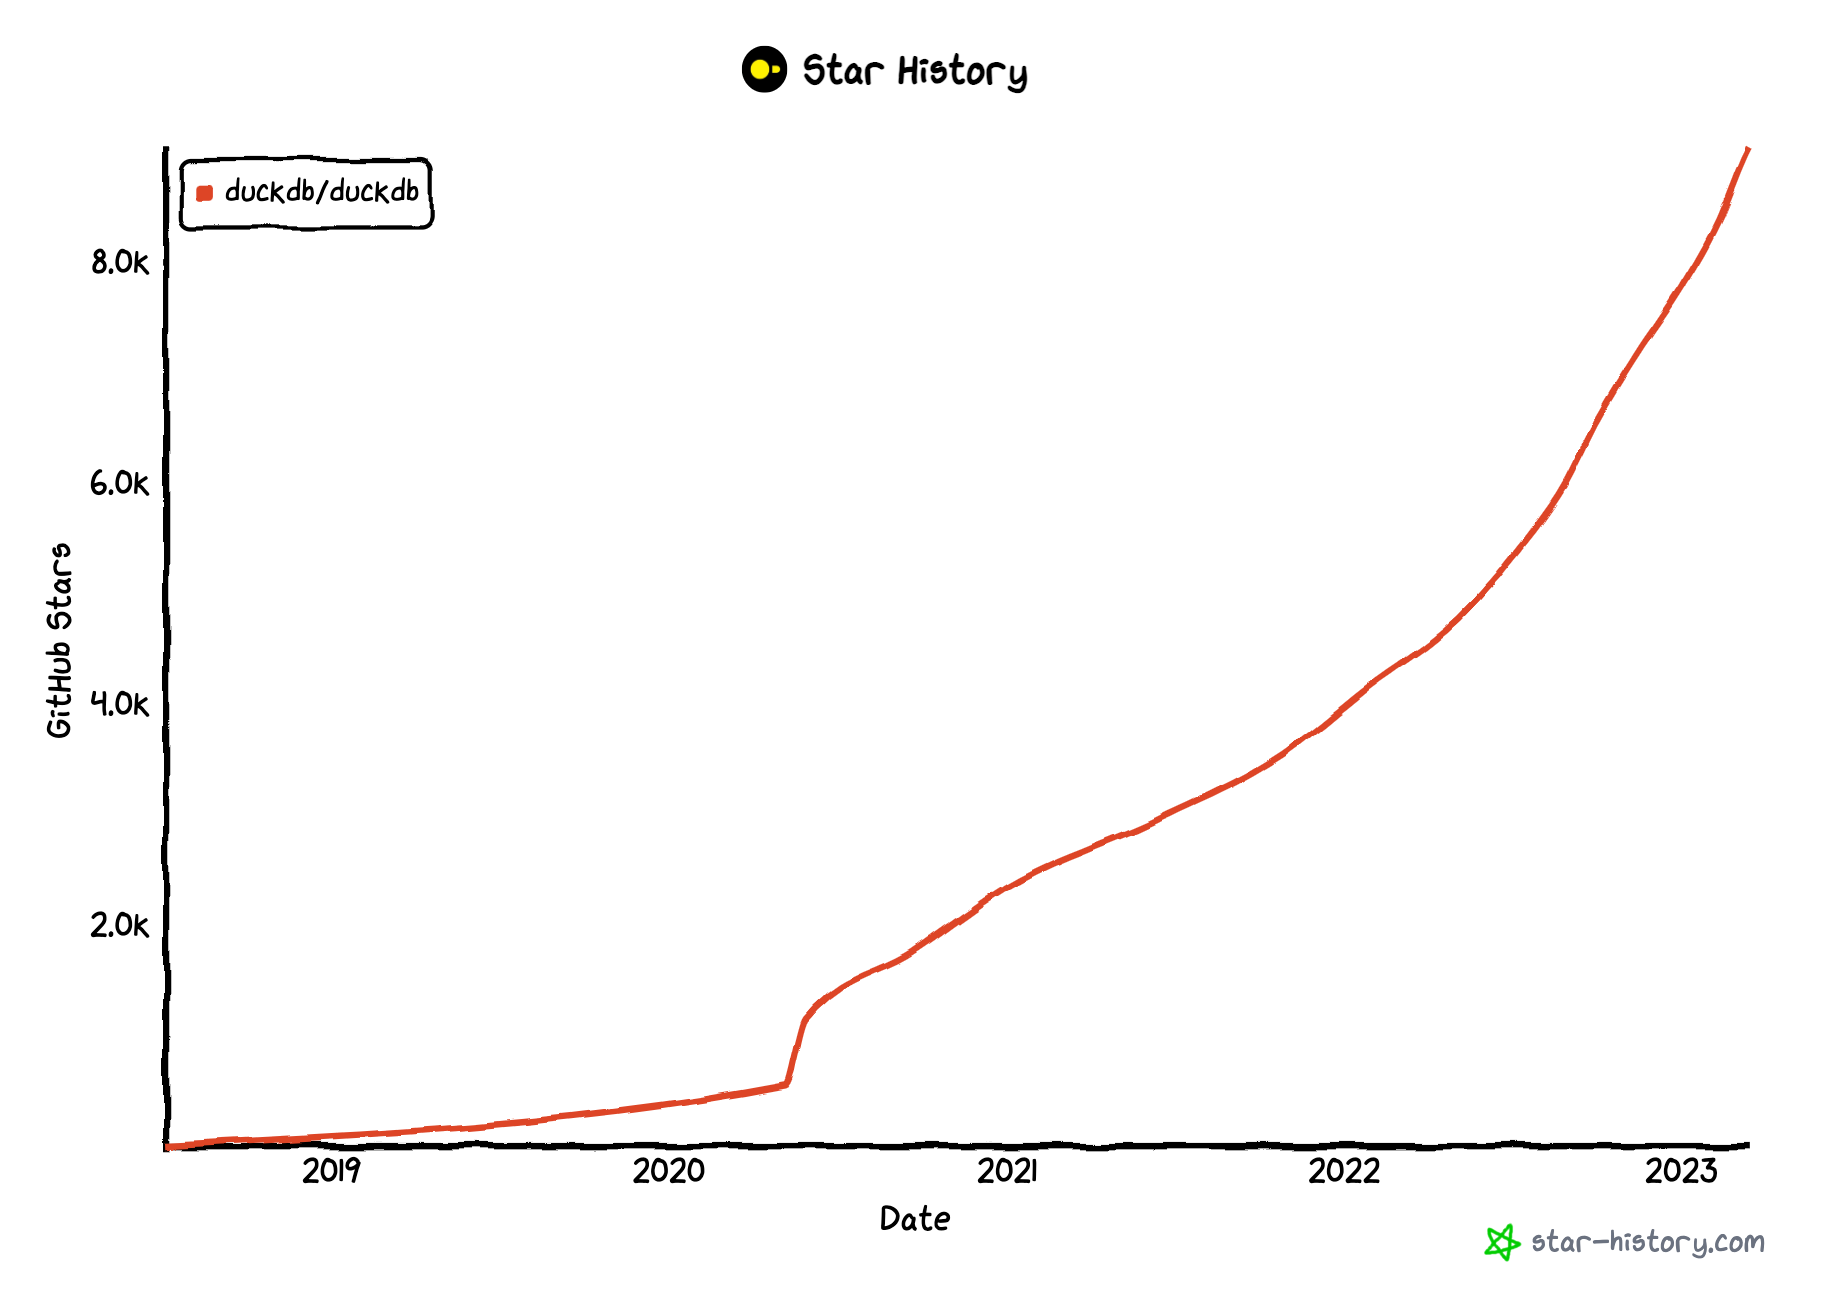 Star History
duckdb/duckdb
8.0K
6.0K
4.0K
2.0K
GitHub Stars
2019 2020 2021 2022 2023
Date
star-history.com